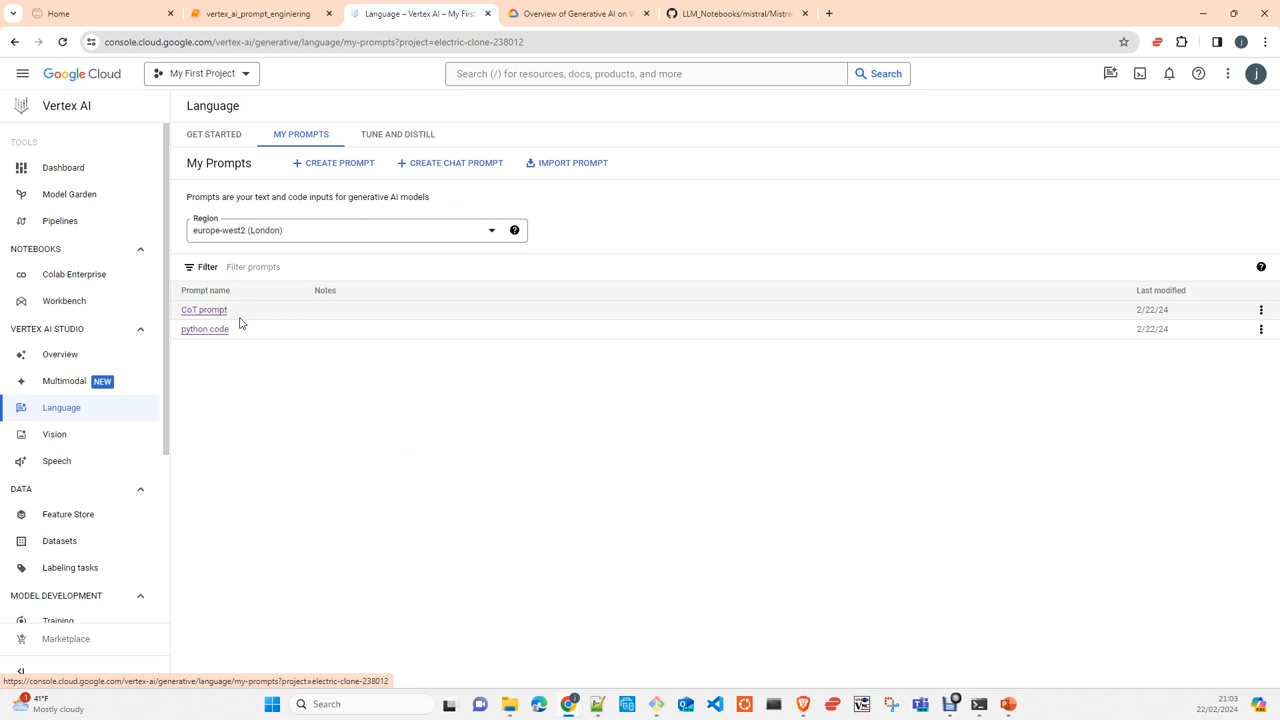 Home
vertex_ai_prompt_enginiering
Language – Vertex AI – My First
Overview of Generative AI on V
LLM_Notebooks/mistral/Mistral
console.cloud.google.com/vertex-ai/generative/language/my-prompts?project=electric-clone-238012
Google Cloud
My First Project
Search (/) for resources, docs, products, and more
Search
j
Vertex AI
Language
TOOLS
GET STARTED
MY PROMPTS
TUNE AND DISTILL
Dashboard
My Prompts
CREATE PROMPT
CREATE CHAT PROMPT
IMPORT PROMPT
Model Garden
Prompts are your text and code inputs for generative AI models
Pipelines
Region
europe-west2 (London)
NOTEBOOKS
Colab Enterprise
Filter
Filter prompts
Workbench
Prompt name
Notes
Last modified
CoT prompt
2/22/24
VERTEX AI STUDIO
python code
2/22/24
Overview
Multimodal
NEW
Language
Vision
Speech
DATA
Feature Store
Datasets
Labeling tasks
MODEL DEVELOPMENT
Training
Marketplace
https://console.cloud.google.com/vertex-ai/generative/language/my-prompts?project=electric-clone-238012
1
41°F
Mostly cloudy
Search
21:03
22/02/2024